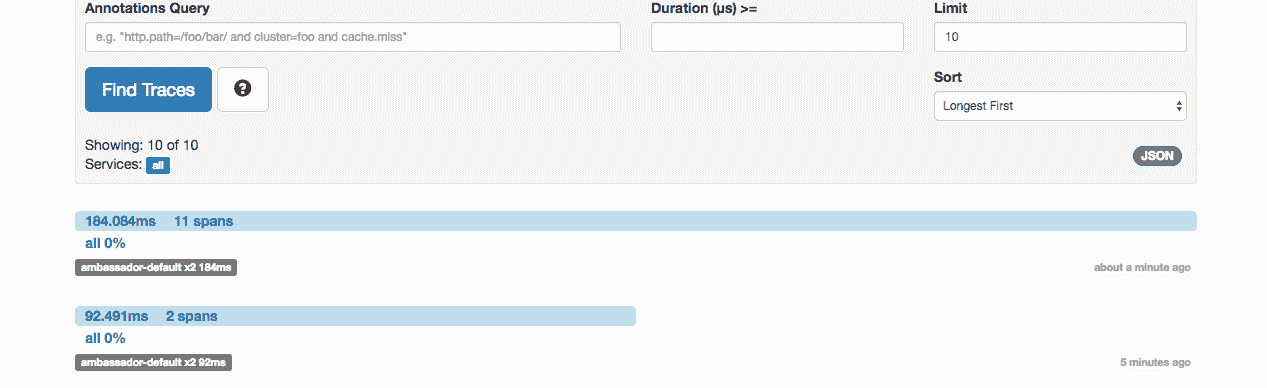 Annotations Query
Duration (μs) >=
Limit
e.g. "http.path=/foo/bar/ and cluster=foo and cache.miss"
10
Find Traces
?
Sort
Longest First
Showing: 10 of 10
Services: all
JSON
184.084ms 11 spans
all 0%
ambassador-default x2 184ms
about a minute ago
92.491ms 2 spans
all 0%
ambassador-default x2 92ms
5 minutes ago